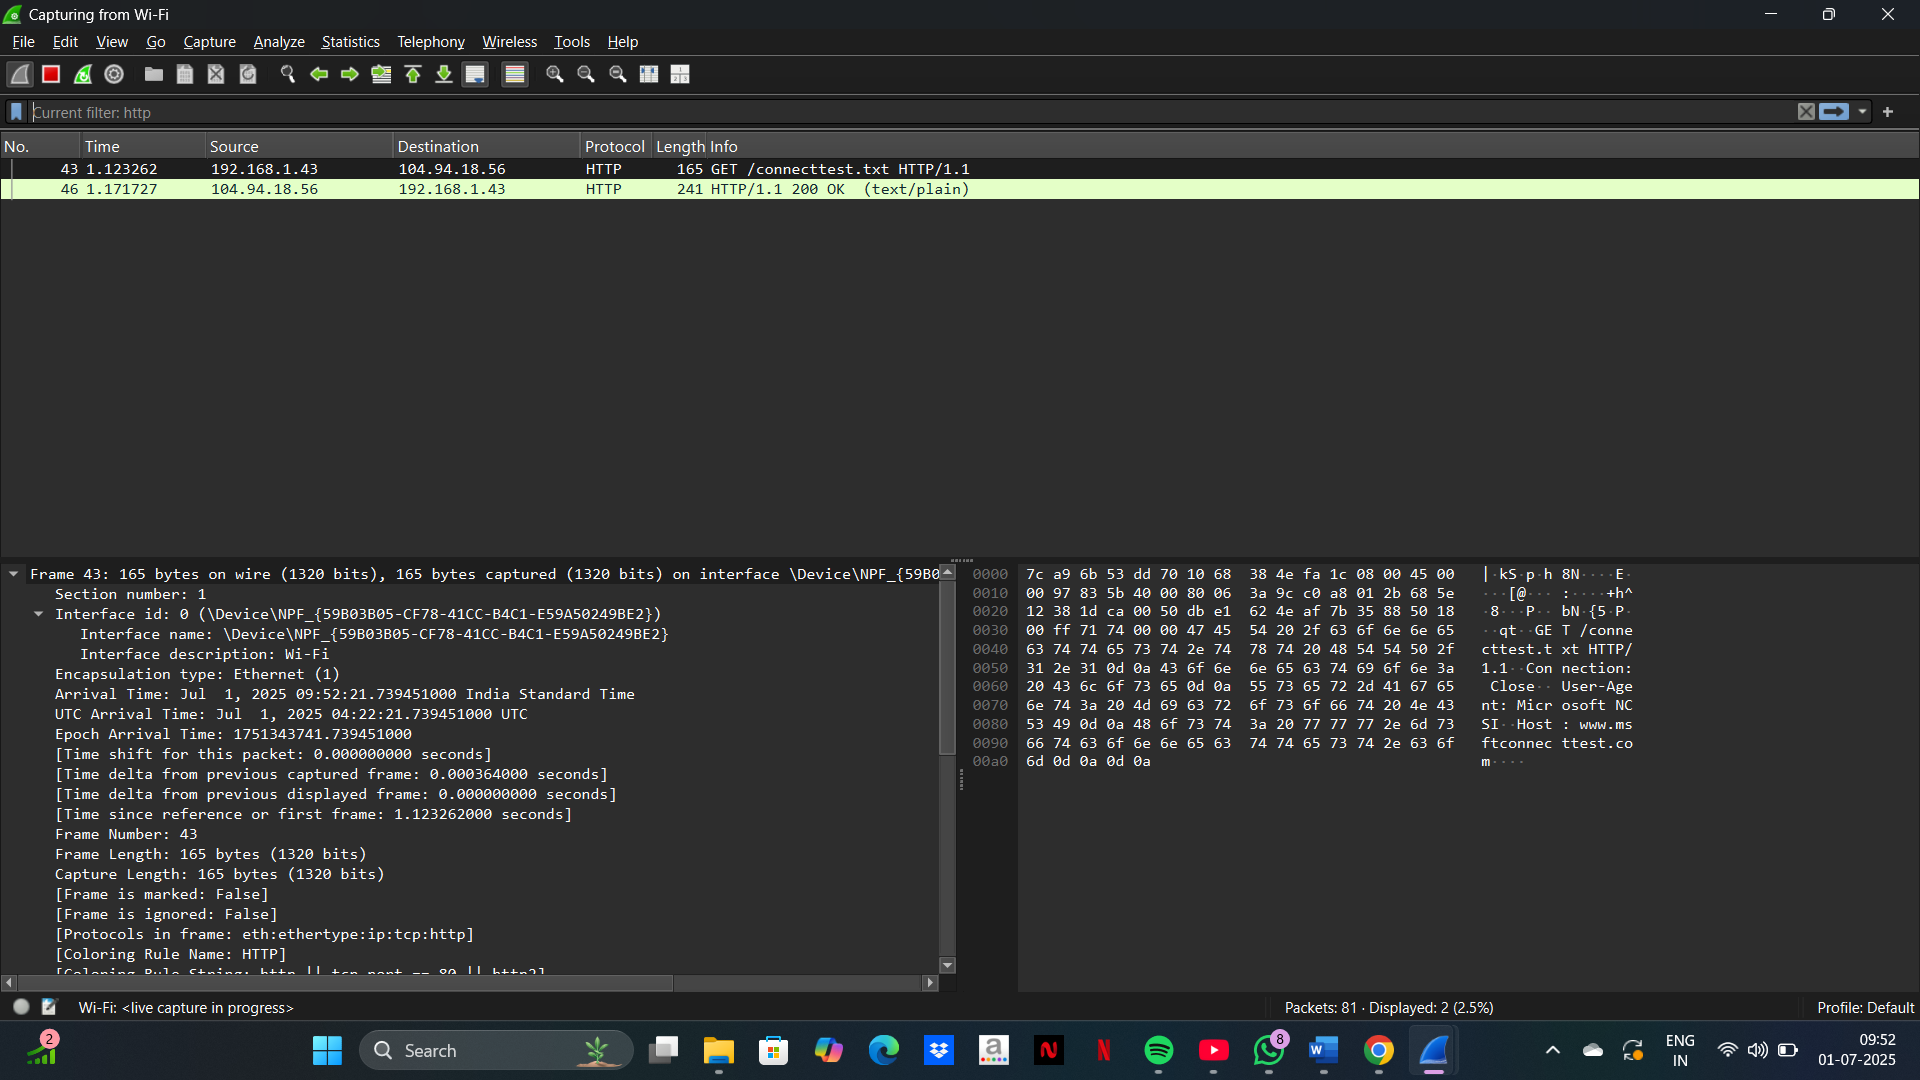 Capturing from Wi-Fi
File Edit View Go Capture Analyze Statistics Telephony Wireless Tools Help
Current filter: http
No. Time Source Destination Protocol Length Info
43 1.123262 192.168.1.43 104.94.18.56 HTTP 165 GET /connecttest.txt HTTP/1.1
46 1.171727 104.94.18.56 192.168.1.43 HTTP 241 HTTP/1.1 200 OK (text/plain)
Frame 43: 165 bytes on wire (1320 bits), 165 bytes captured (1320 bits) on interface \Device\NPF_{59B0
Section number: 1
Interface id: 0 (\Device\NPF_{59B03B05-CF78-41CC-B4C1-E59A50249BE2})
Interface name: \Device\NPF_{59B03B05-CF78-41CC-B4C1-E59A50249BE2}
Interface description: Wi-Fi
Encapsulation type: Ethernet (1)
Arrival Time: Jul 1, 2025 09:52:21.739451000 India Standard Time
UTC Arrival Time: Jul 1, 2025 04:22:21.739451000 UTC
Epoch Arrival Time: 1751343741.739451000
[Time shift for this packet: 0.000000000 seconds]
[Time delta from previous captured frame: 0.000364000 seconds]
[Time delta from previous displayed frame: 0.000000000 seconds]
[Time since reference or first frame: 1.123262000 seconds]
Frame Number: 43
Frame Length: 165 bytes (1320 bits)
Capture Length: 165 bytes (1320 bits)
[Frame is marked: False]
[Frame is ignored: False]
[Protocols in frame: eth:ethertype:ip:tcp:http]
[Coloring Rule Name: HTTP]
[Coloring Rule String: http || tcp.port == 80 || http2]
0000 7c a9 6b 53 dd 70 10 68 38 4e fa 1c 08 00 45 00 |·kS·p·h 8N····E·
0010 00 97 83 5b 40 00 80 06 3a 9c c0 a8 01 2b 68 5e ···[@··· :····+h^
0020 12 38 1d ca 00 50 db e1 62 4e af 7b 35 88 50 18 ·8···P·· bN·{5·P·
0030 00 ff 71 74 00 00 47 45 54 20 2f 63 6f 6e 6e 65 ··qt··GE T /conne
0040 63 74 74 65 73 74 2e 74 78 74 20 48 54 54 50 2f cttest.t xt HTTP/
0050 31 2e 31 0d 0a 43 6f 6e 6e 65 63 74 69 6f 6e 3a 1.1··Con nection:
0060 20 43 6c 6f 73 65 0d 0a 55 73 65 72 2d 41 67 65 Close·· User-Age
0070 6e 74 3a 20 4d 69 63 72 6f 73 6f 66 74 20 4e 43 nt: Micr osoft NC
0080 53 49 0d 0a 48 6f 73 74 3a 20 77 77 77 2e 6d 73 SI··Host : www.ms
0090 66 74 63 6f 6e 6e 65 63 74 74 65 73 74 2e 63 6f ftconnec ttest.co
00a0 6d 0d 0a 0d 0a m····
Wi-Fi: <live capture in progress>
Packets: 81 · Displayed: 2 (2.5%)
Profile: Default
2
Search
a
N
N
8
W
ENG
IN
09:52
01-07-2025